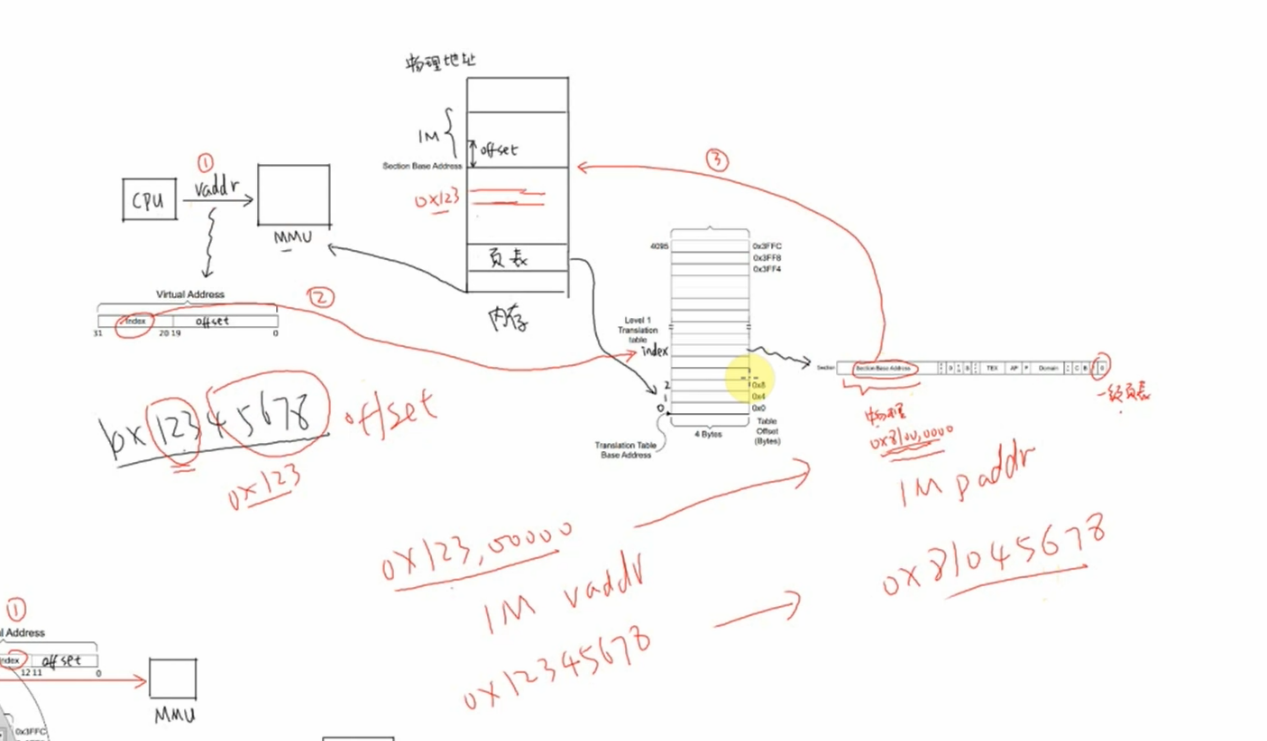 物理地址
1M
offset
Section Base Address
0x123
①
CPU
vaddr
MMU
页表
内存
③
4095
0x3FFC
0x3FF8
0x3FF4
Virtual Address
②
index
offset
31
20 19
0
Level 1
Translation
table
index
2
1
0
0x8
0x4
0x0
4 Bytes
Table
Offset
(Bytes)
Translation Table
Base Address
Section
Section Base Address
TEX
AP
P
Domain
C
B
一级页表
物理
0x8100,0000
1M paddr
0x12345678
offset
0x123
0x123,00000
1M vaddr
0x81045678
0x12345678
①
l Address
index
offset
12 11
0
MMU
0x3FFC